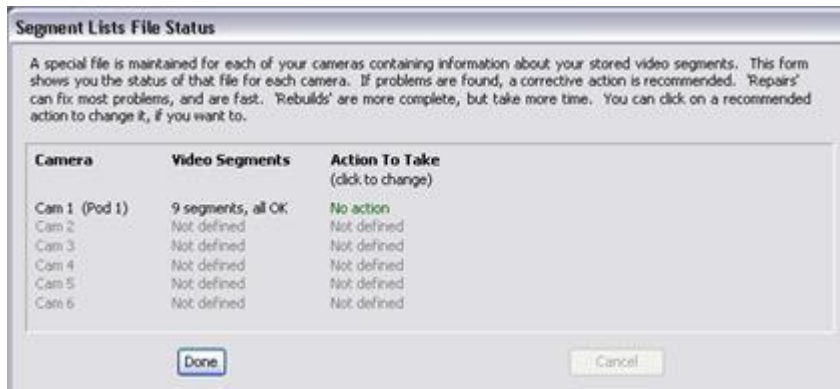 Segment Lists File Status
A special file is maintained for each of your cameras containing information about your stored video segments. This form
shows you the status of that file for each camera. If problems are found, a corrective action is recommended. 'Repairs'
can fix most problems, and are fast. 'Rebuilds' are more complete, but take more time. You can click on a recommended
action to change it, if you want to.
Camera Video Segments Action To Take
(click to change)
Cam 1 (Pod 1) 9 segments, all OK No action
Cam 2 Not defined Not defined
Cam 3 Not defined Not defined
Cam 4 Not defined Not defined
Cam 5 Not defined Not defined
Cam 6 Not defined Not defined
Done Cancel